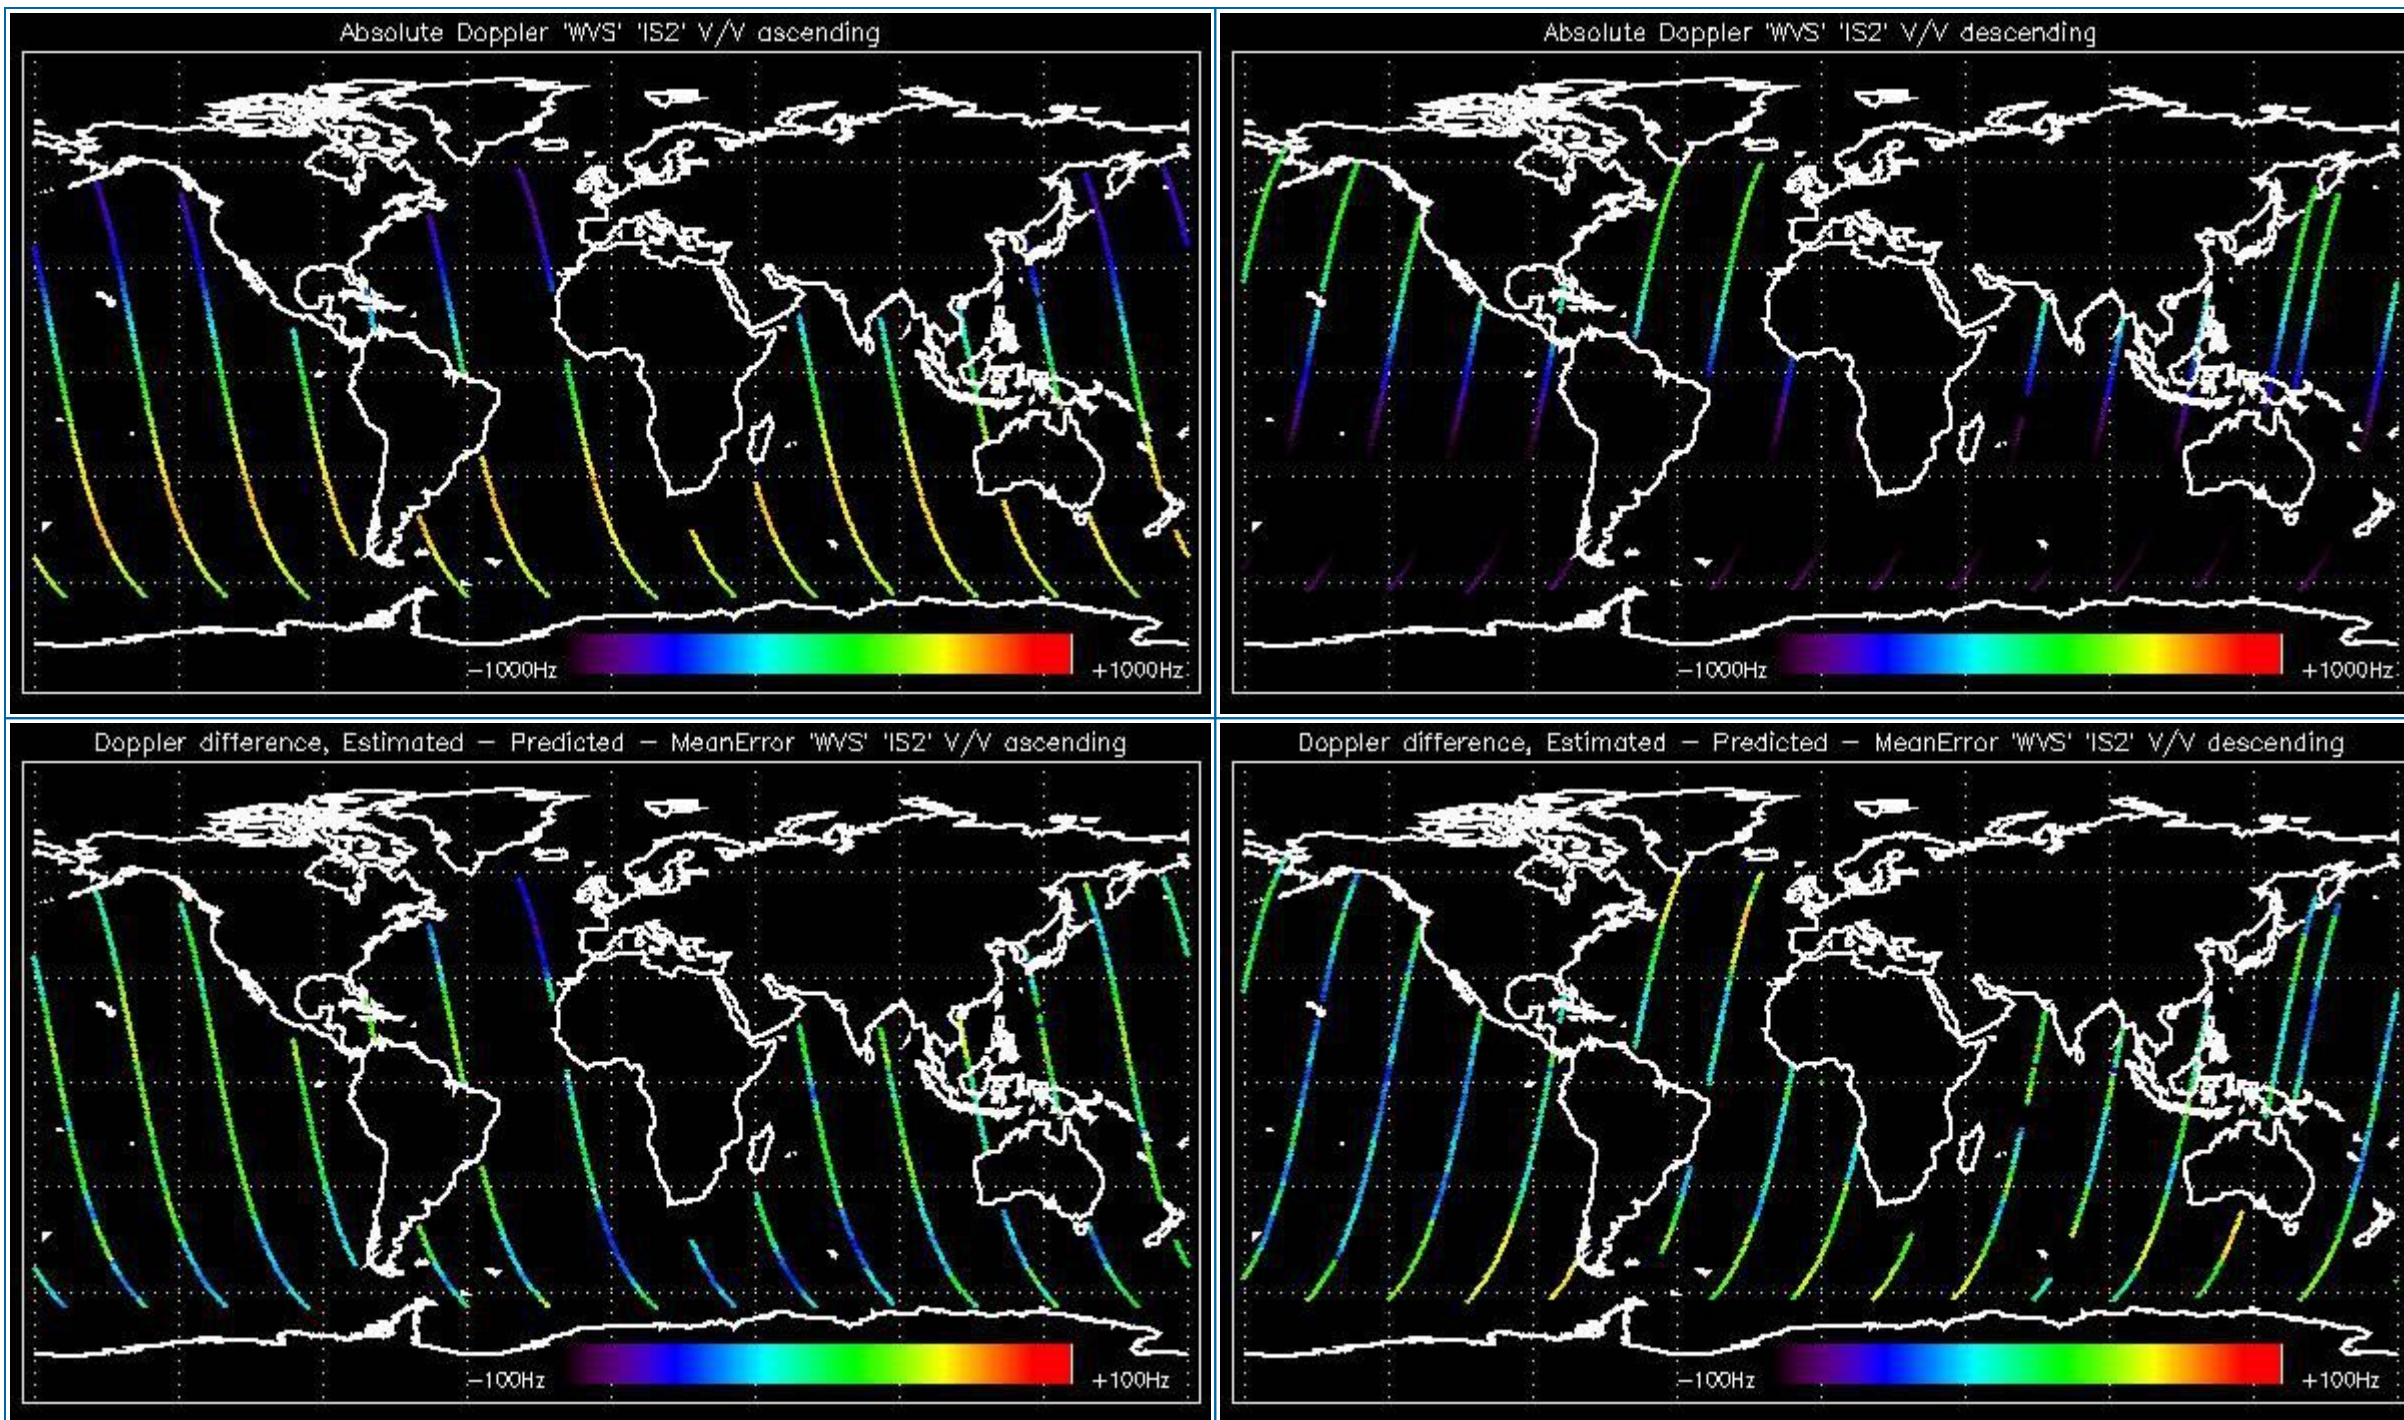 Absolute Doppler 'WVS' 'IS2' V/V ascending
-1000Hz
+1000Hz
Absolute Doppler 'WVS' 'IS2' V/V descending
-1000Hz
+1000Hz
Doppler difference, Estimated - Predicted - MeanError 'WVS' 'IS2' V/V ascending
-100Hz
+100Hz
Doppler difference, Estimated - Predicted - MeanError 'WVS' 'IS2' V/V descending
-100Hz
+100Hz